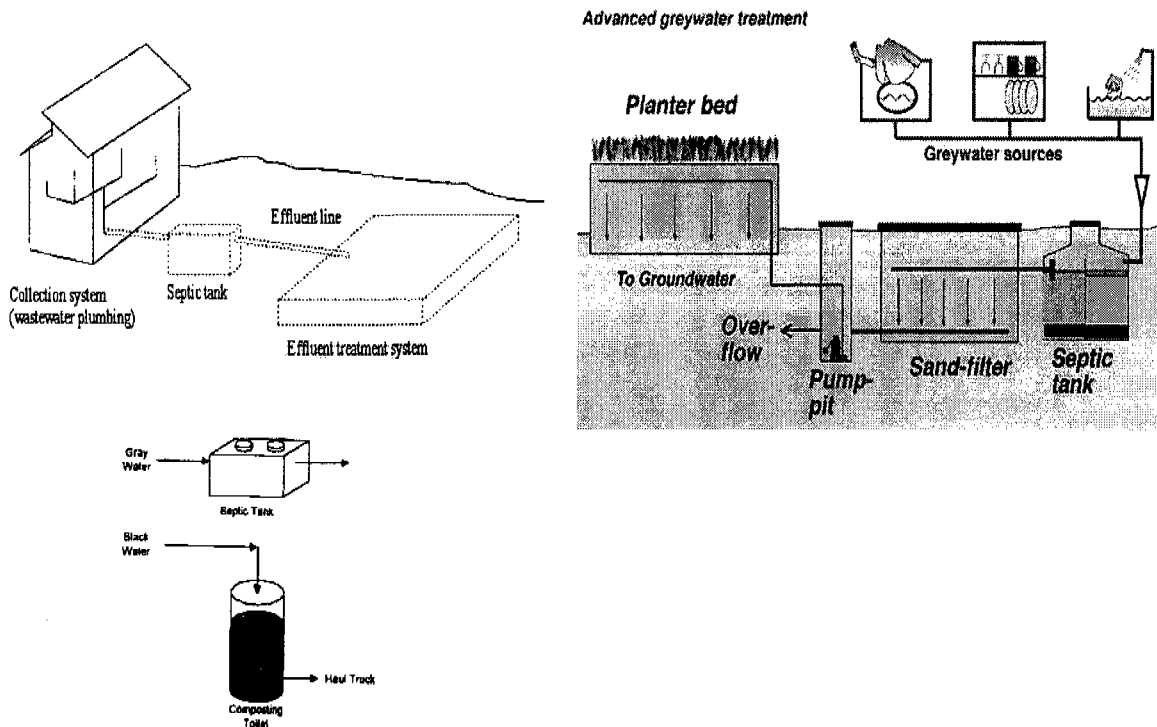 Advanced greywater treatment
Planter bed
Greywater sources
To Groundwater
Over-
flow
Pump-
pit
Sand-filter
Septic
tank
Effluent line
Collection system
(wastewater plumbing)
Septic tank
Effluent treatment system
Gray
Water
Septic Tank
Black
Water
Haul Truck
Composting
Toilet